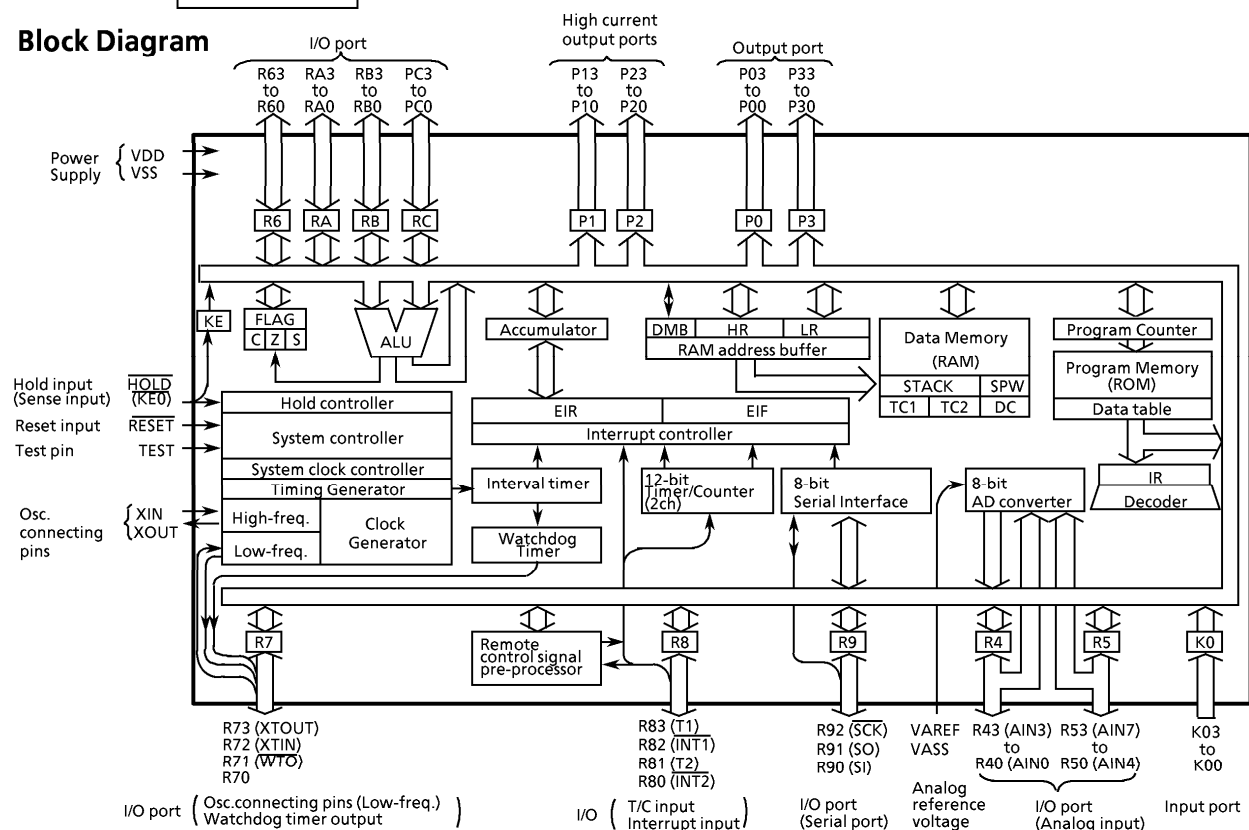 Block Diagram
I/O port
High current
output ports
Output port
R63 RA3 RB3 PC3 P13 P23 P03 P33
to to to to to to to to
R60 RA0 RB0 PC0 P10 P20 P00 P30
Power
Supply
VDD
VSS
R6 RA RB RC P1 P2 P0 P3
KE
FLAG
C Z S
ALU
Accumulator
DMB HR LR
RAM address buffer
Data Memory
(RAM)
STACK SPW
TC1 TC2 DC
Program Counter
Program Memory
(ROM)
Data table
Hold input
(Sense input)
HOLD
(KE0)
Reset input RESET
Test pin TEST
Hold controller
System controller
System clock controller
Timing Generator
High-freq.
Low-freq.
Clock
Generator
Osc.
connecting
pins
XIN
XOUT
EIR EIF
Interrupt controller
Interval timer
Watchdog
Timer
12-bit
Timer/Counter
(2ch)
8-bit
Serial Interface
8-bit
AD converter
IR
Decoder
R7
Remote
control signal
pre-processor
R8 R9 R4 R5 K0
R73 (XTOUT)
R72 (XTIN)
R71 (WTO)
R70
R83 (T1)
R82 (INT1)
R81 (T2)
R80 (INT2)
R92 (SCK)
R91 (SO)
R90 (SI)
VAREF
VASS
R43 (AIN3)
to
R40 (AIN0
R53 (AIN7)
to
R50 (AIN4)
K03
to
K00
I/O port ( Osc.connecting pins (Low-freq.)
Watchdog timer output )
I/O ( T/C input
Interrupt input )
I/O port
(Serial port)
Analog
reference
voltage
I/O port
(Analog input)
Input port